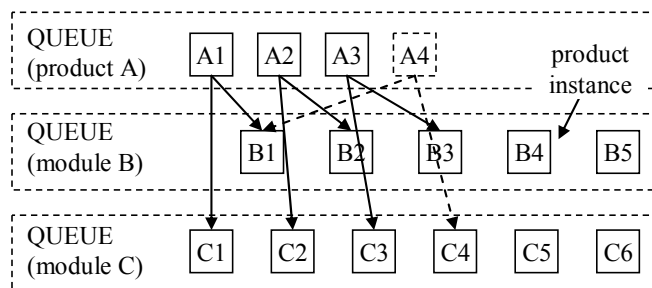 QUEUE
(product A)
A1 A2 A3 A4
product
instance
QUEUE
(module B)
B1 B2 B3 B4 B5
QUEUE
(module C)
C1 C2 C3 C4 C5 C6